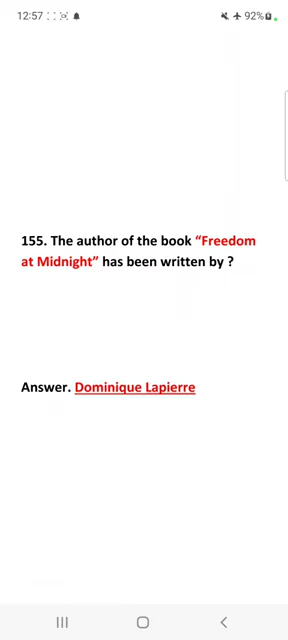 12:57
92%
155. The author of the book “Freedom
at Midnight” has been written by ?
Answer. Dominique Lapierre